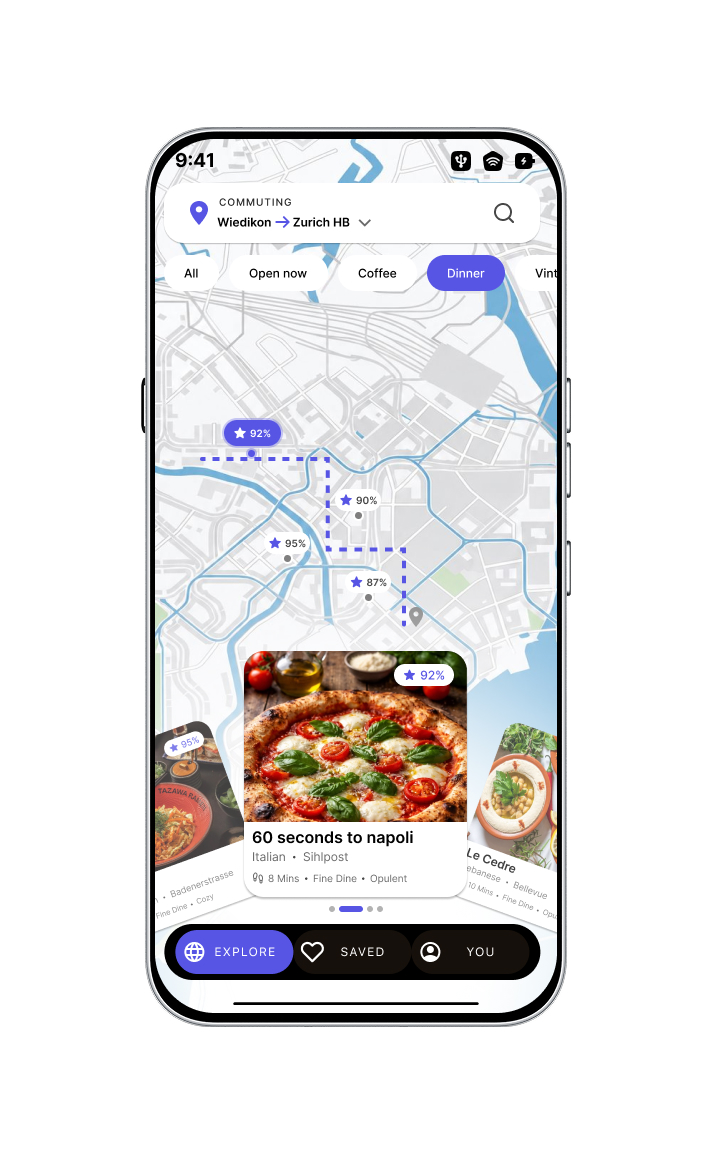 9:41
COMMUTING
Wiedikon → Zurich HB
All
Open now
Coffee
Dinner
Vint
92%
90%
95%
87%
92%
95%
60 seconds to napoli
Italian • Sihlpost
8 Mins • Fine Dine • Opulent
• Badenerstrasse
Fine Dine • Cozy
Le Cedre
ebanese • Bellevue
10 Mins • Fine Dine • Opu
EXPLORE
SAVED
YOU